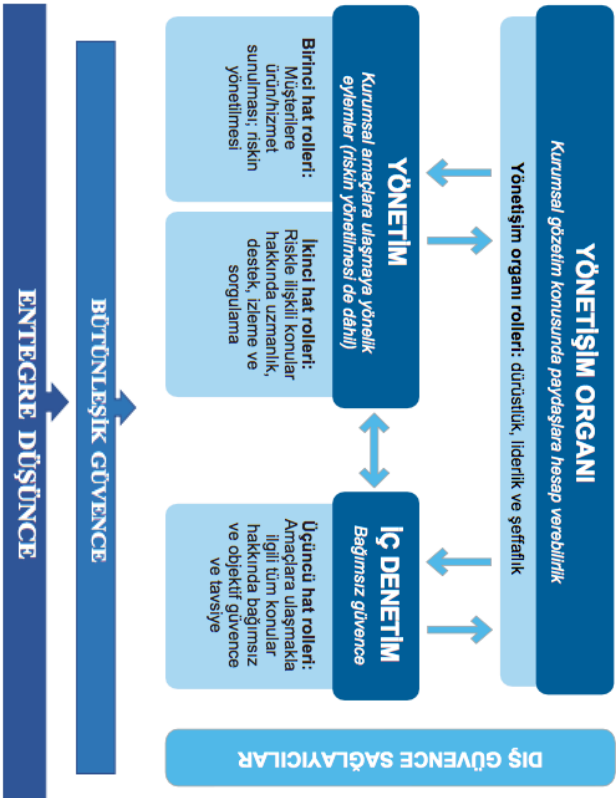 YÖNETİŞİM ORGANI
Kurumsal gözetim konusunda paydaşlara hesap verebilirlik
Yönetişim organı rolleri: dürüstlük, liderlik ve şeffaflık
YÖNETİM
Kurumsal amaçlara ulaşmaya yönelik
eylemler (riskin yönetilmesi de dâhil)
Birinci hat rolleri:
Müşterilere
ürün/hizmet
sunulması; riskin
yönetilmesi
İkinci hat rolleri:
Riskle ilişkili konular
hakkında uzmanlık,
destek, izleme ve
sorgulama
İÇ DENETİM
Bağımsız güvence
Üçüncü hat rolleri:
Amaçlara ulaşmakla
ilgili tüm konular
hakkında bağımsız
ve objektif güvence
ve tavsiye
DIŞ GÜVENCE SAĞLAYICILAR
BÜTÜNLEŞİK GÜVENCE
ENTEGRE DÜŞÜNCE